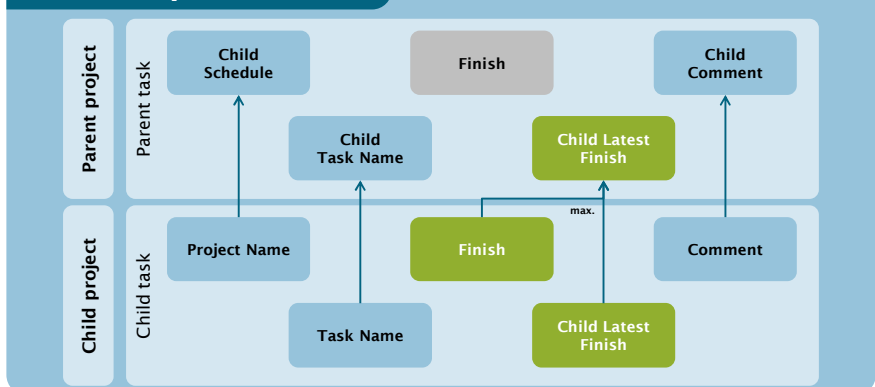 Parent project
Parent task
Child
Schedule
Finish
Child
Comment
Child
Task Name
Child Latest
Finish
max.
Child project
Child task
Project Name
Finish
Comment
Task Name
Child Latest
Finish